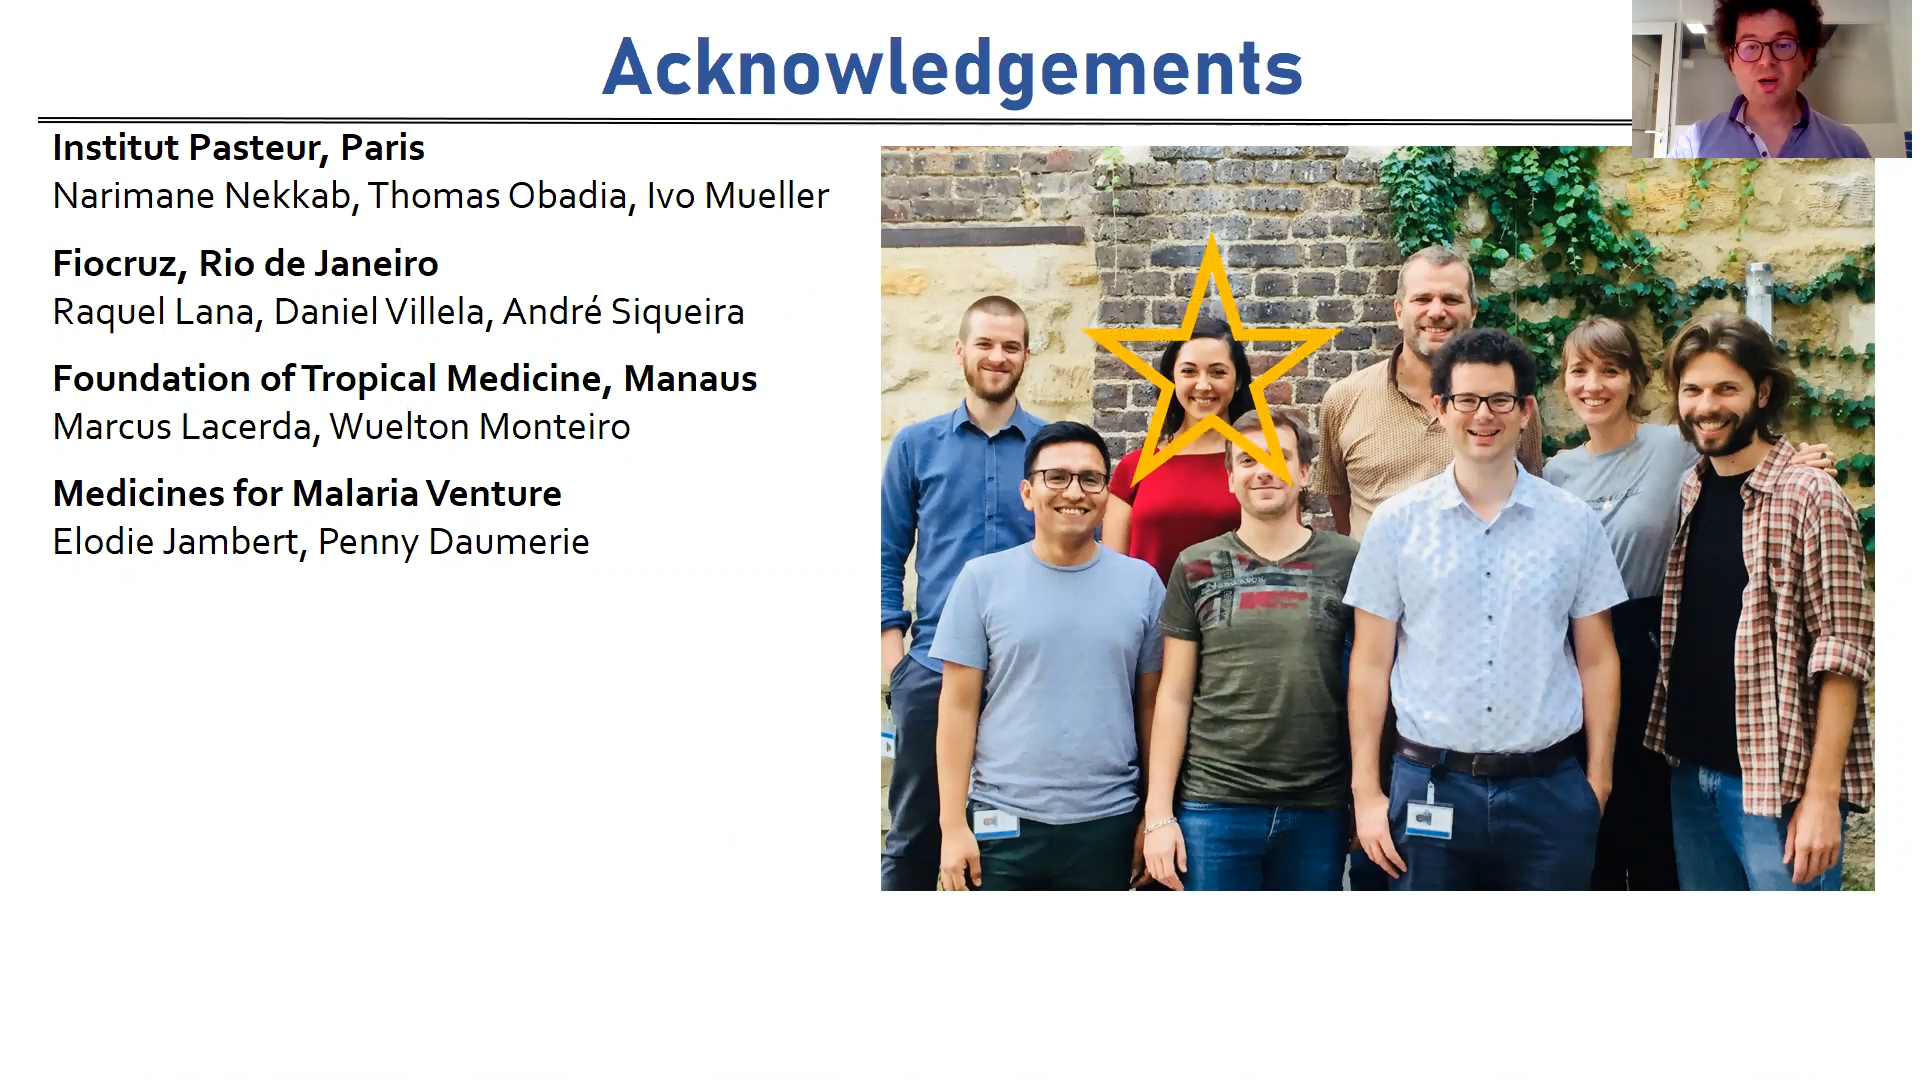 Acknowledgements
Institut Pasteur, Paris
Narimane Nekkab, Thomas Obadia, Ivo Mueller
Fiocruz, Rio de Janeiro
Raquel Lana, Daniel Villela, André Siqueira
Foundation of Tropical Medicine, Manaus
Marcus Lacerda, Wuelton Monteiro
Medicines for Malaria Venture
Elodie Jambert, Penny Daumerie